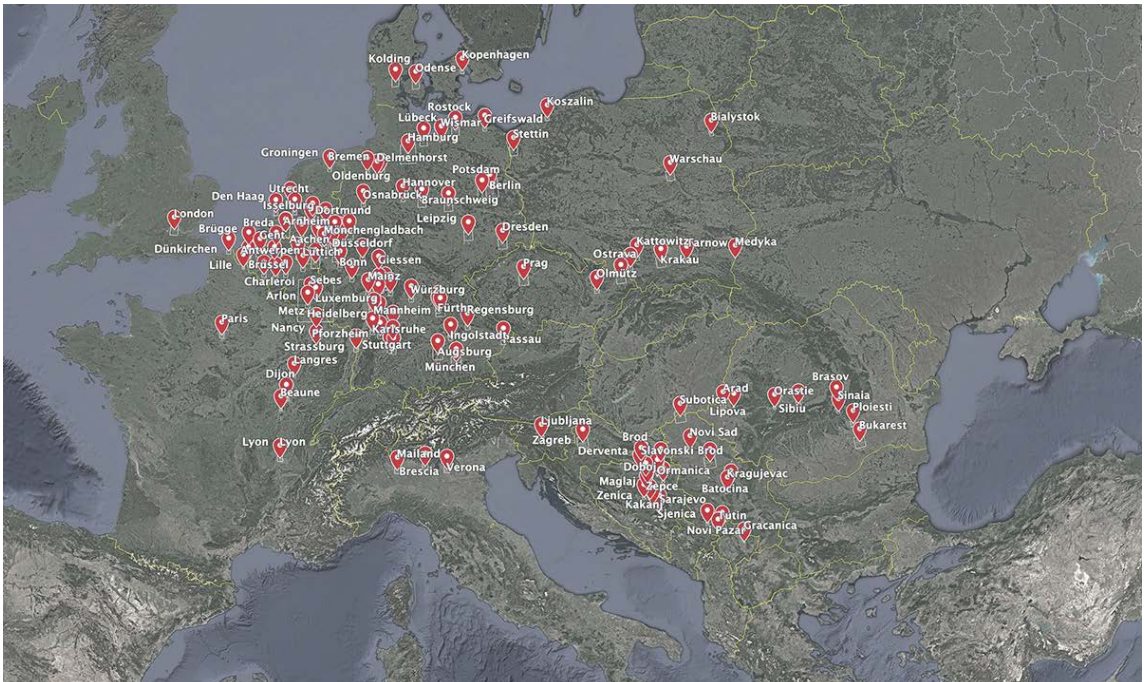 Kopenhagen
Kolding
Odense
Koszalin
Rostock
Greifswald
Lübeck
Wismar
Bialystok
Stettin
Hamburg
Groningen
Bremen
Delmenhorst
Warschau
Oldenburg
Potsdam
Berlin
Hannover
Utrecht
Osnabrück
Braunschweig
Den Haag
Isselburg
Dortmund
London
Breda
Arnheim
Leipzig
Dresden
Brügge
Gent
Mönchengladbach
Aachen
Düsseldorf
Dünkirchen
Antwerpen
Lüttich
Kattowitz
Tarnow
Medyka
Lille
Brüssel
Bonn
Giessen
Ostrava
Krakau
Prag
Olmütz
Charleroi
Sebes
Mainz
Würzburg
Arlon
Luxemburg
Metz
Heidelberg
Mannheim
Fürth
Regensburg
Paris
Nancy
Pforzheim
Karlsruhe
Ingolstadt
Passau
Strassburg
Stuttgart
Augsburg
Langres
München
Dijon
Beaune
Brasov
Arad
Orastie
Sinaia
Subotica
Lipova
Sibiu
Ploiesti
Ljubljana
Bukarest
Zagreb
Novi Sad
Brod
Lyon
Lyon
Derventa
Slavonski Brod
Mailand
Brescia
Verona
Doboj
Ormanica
Kragujevac
Maglaj
Zepce
Batocina
Zenica
Sarajevo
Kakanj
Sjenica
Tutin
Novi Pazar
Gracanica